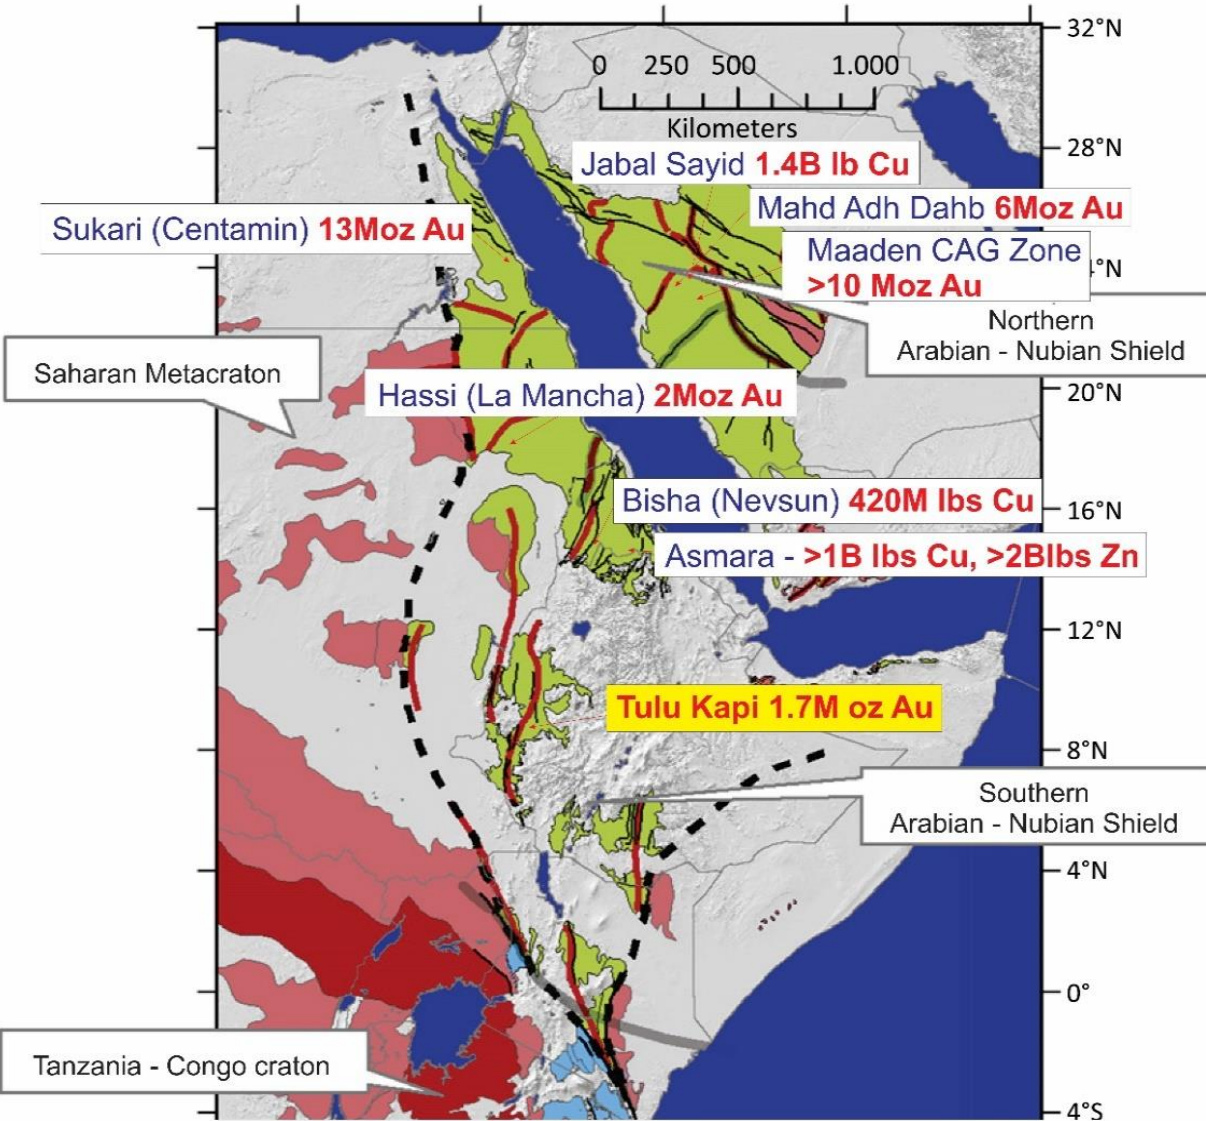 32°N
0 250 500 1.000
Kilometers
28°N
Jabal Sayid 1.4B lb Cu
Mahd Adh Dahb 6Moz Au
Sukari (Centamin) 13Moz Au
Maaden CAG Zone
>10 Moz Au
4°N
Northern
Arabian - Nubian Shield
Saharan Metacraton
Hassi (La Mancha) 2Moz Au
20°N
Bisha (Nevsun) 420M lbs Cu
16°N
Asmara - >1B lbs Cu, >2Blbs Zn
12°N
Tulu Kapi 1.7M oz Au
8°N
Southern
Arabian - Nubian Shield
4°N
0°
Tanzania - Congo craton
4°S